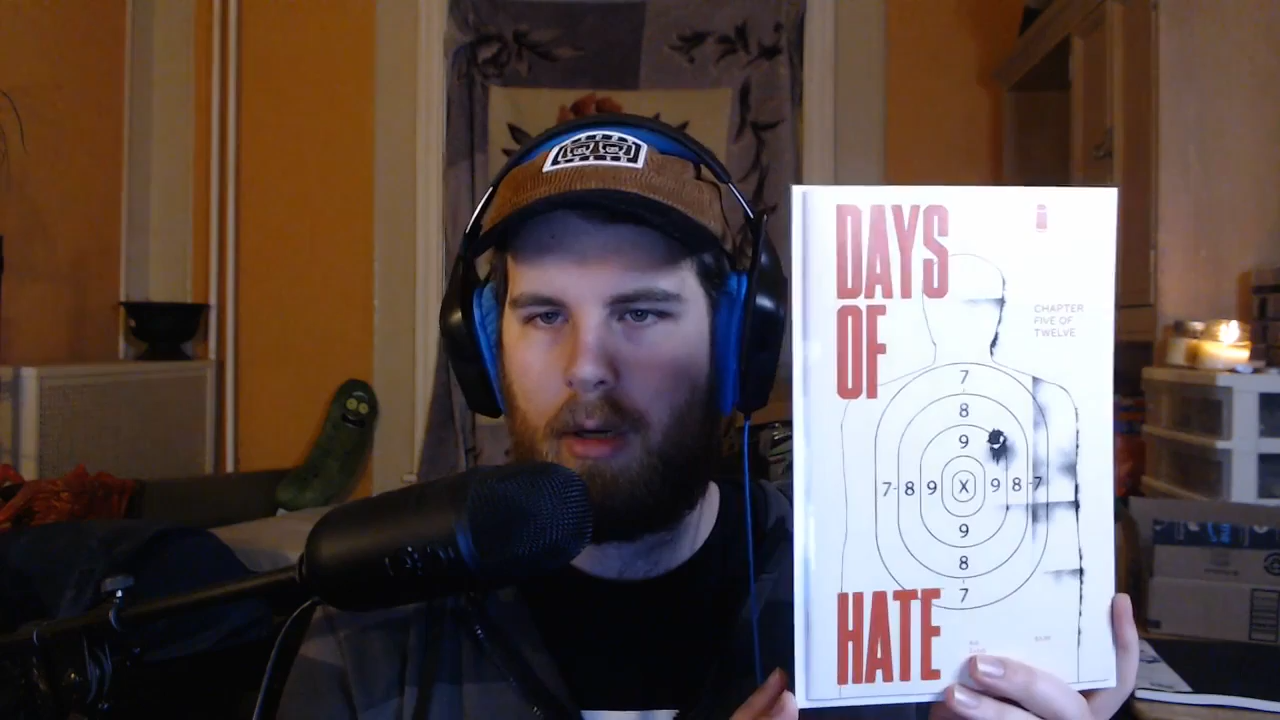 DAYS
OF
HATE
CHAPTER
FIVE OF
TWELVE
7
8
9
7 8 9 X 9 8 7
9
8
7